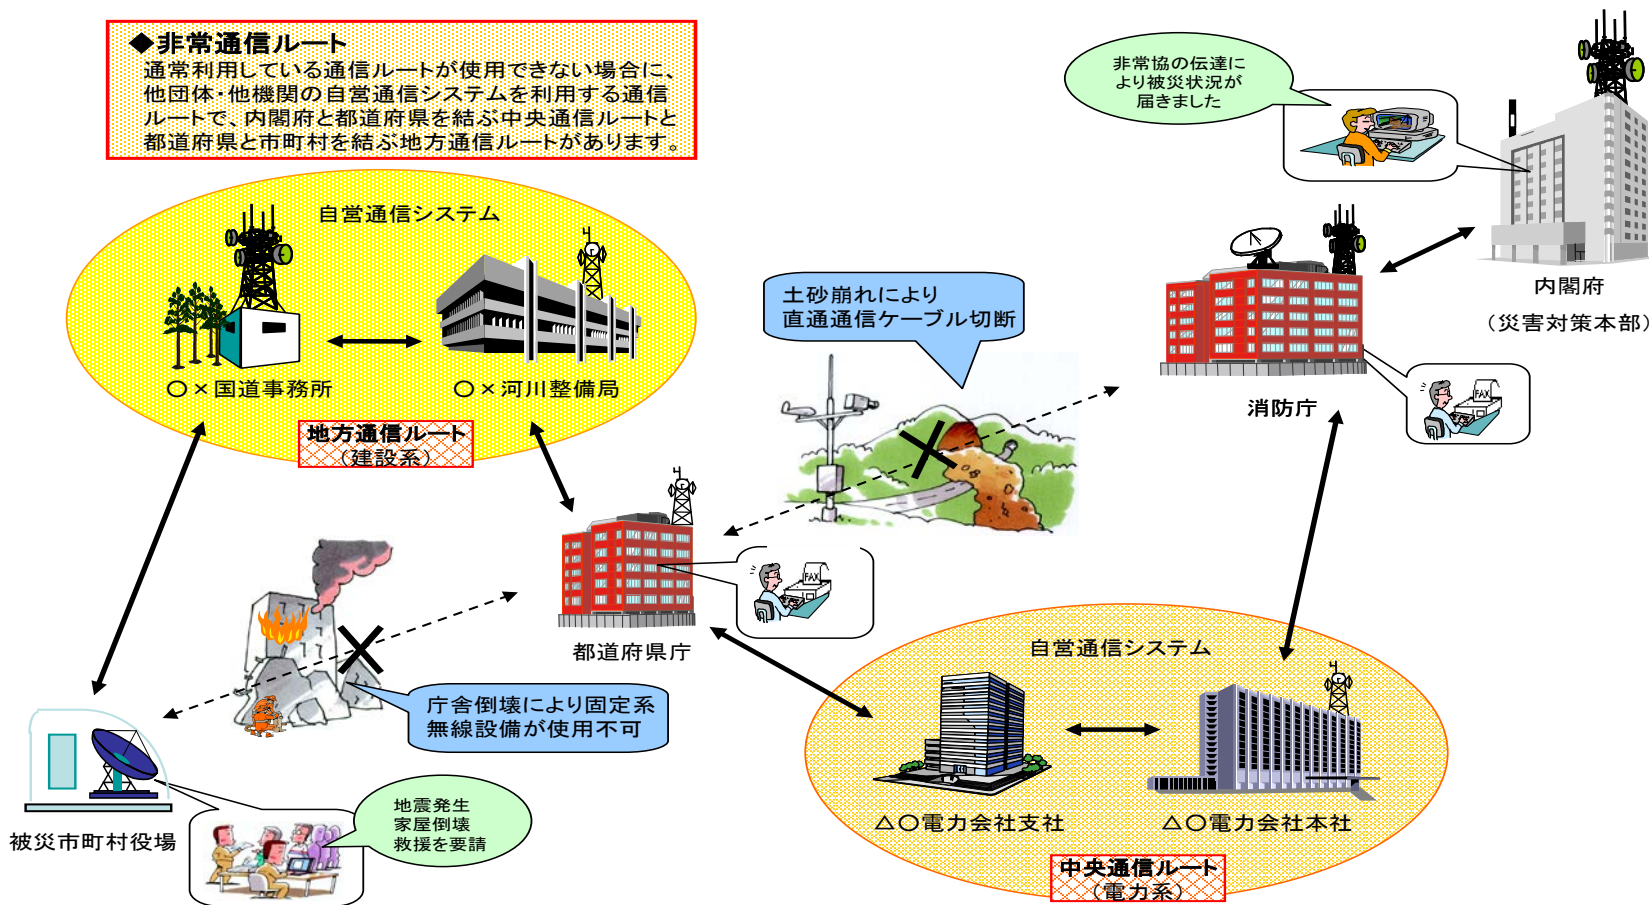 ◆非常通信ルート
通常利用している通信ルートが使用できない場合に、
他団体・他機関の自営通信システムを利用する通信
ルートで、内閣府と都道府県を結ぶ中央通信ルートと
都道府県と市町村を結ぶ地方通信ルートがあります。
非常協の伝達に
より被災状況が
届きました
内閣府
（災害対策本部）
自営通信システム
〇×国道事務所
〇×河川整備局
地方通信ルート
（建設系）
土砂崩れにより
直通通信ケーブル切断
消防庁
FAX
都道府県庁
FAX
庁舎倒壊により固定系
無線設備が使用不可
被災市町村役場
地震発生
家屋倒壊
救援を要請
自営通信システム
△〇電力会社支社
△〇電力会社本社
中央通信ルート
（電力系）